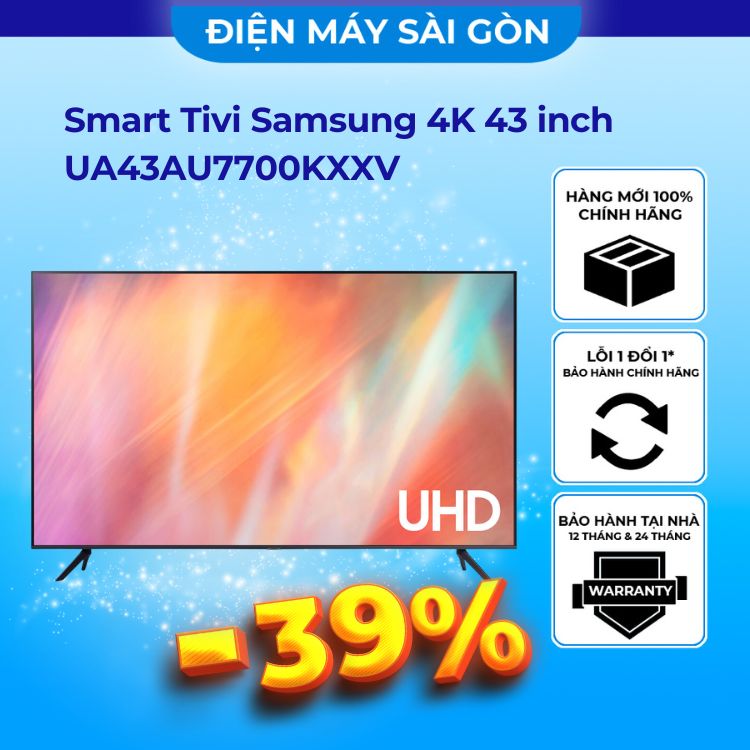 ĐIỆN MÁY SÀI GÒN
Smart Tivi Samsung 4K 43 inch
UA43AU7700KXXV
HÀNG MỚI 100%
CHÍNH HÃNG
LỖI 1 ĐỔI 1*
BẢO HÀNH CHÍNH HÃNG
UHD
BẢO HÀNH TẠI NHÀ
12 THÁNG & 24 THÁNG
WARRANTY
-39%